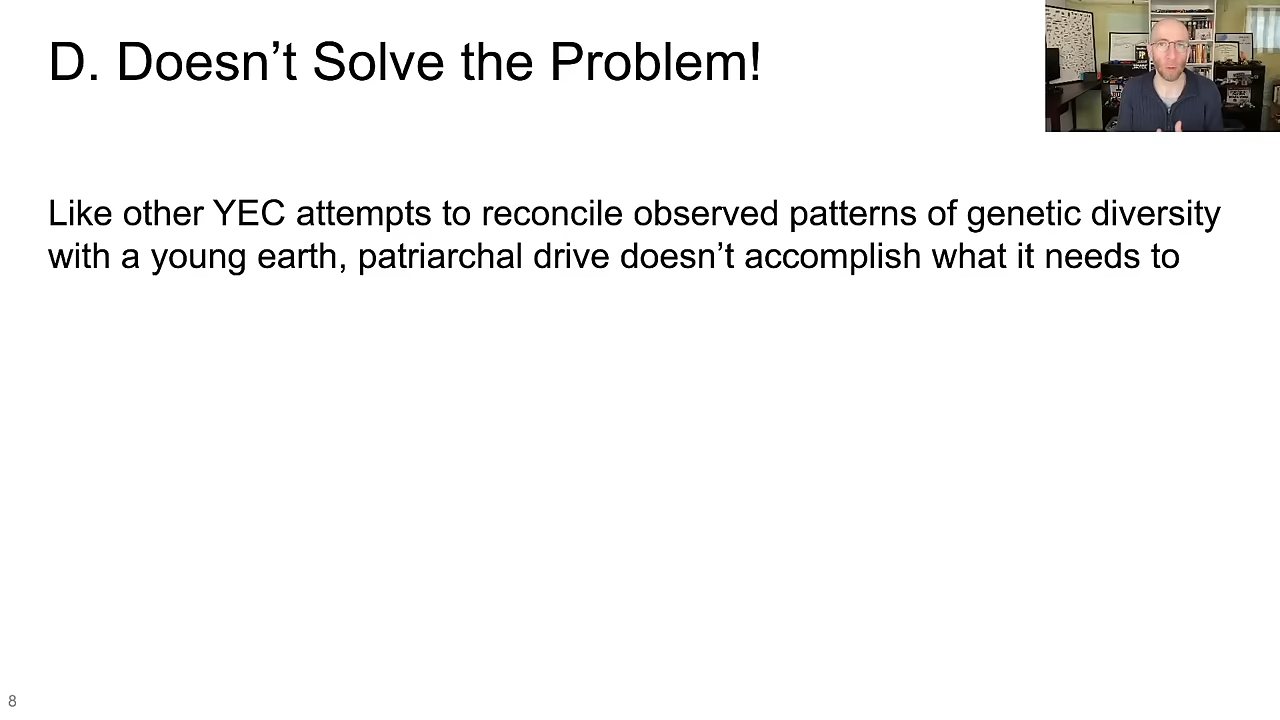 D. Doesn’t Solve the Problem!
Like other YEC attempts to reconcile observed patterns of genetic diversity
with a young earth, patriarchal drive doesn’t accomplish what it needs to
8